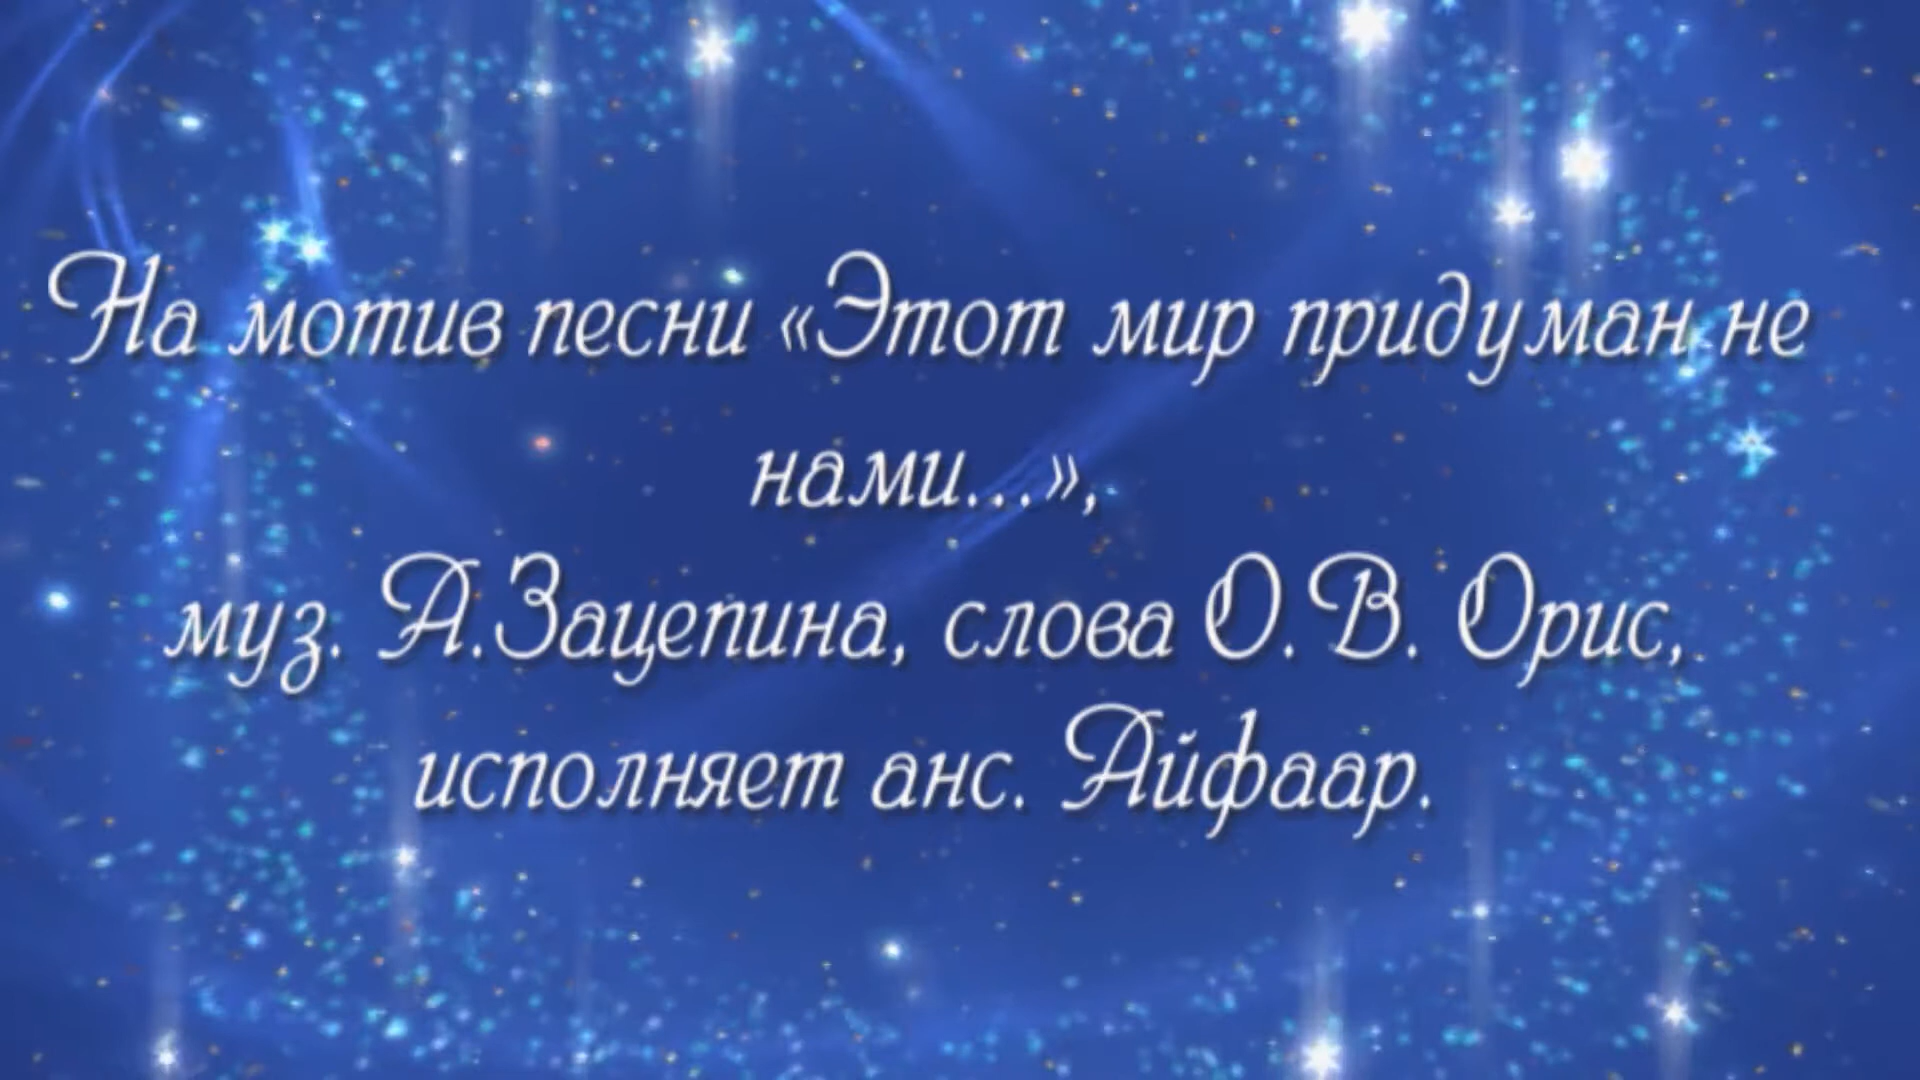 На мотив песни «Этот мир придуман не
нами...»,
муз. А.Зацепина, слова О. В. Орис,
исполняет анс. Айфаар.